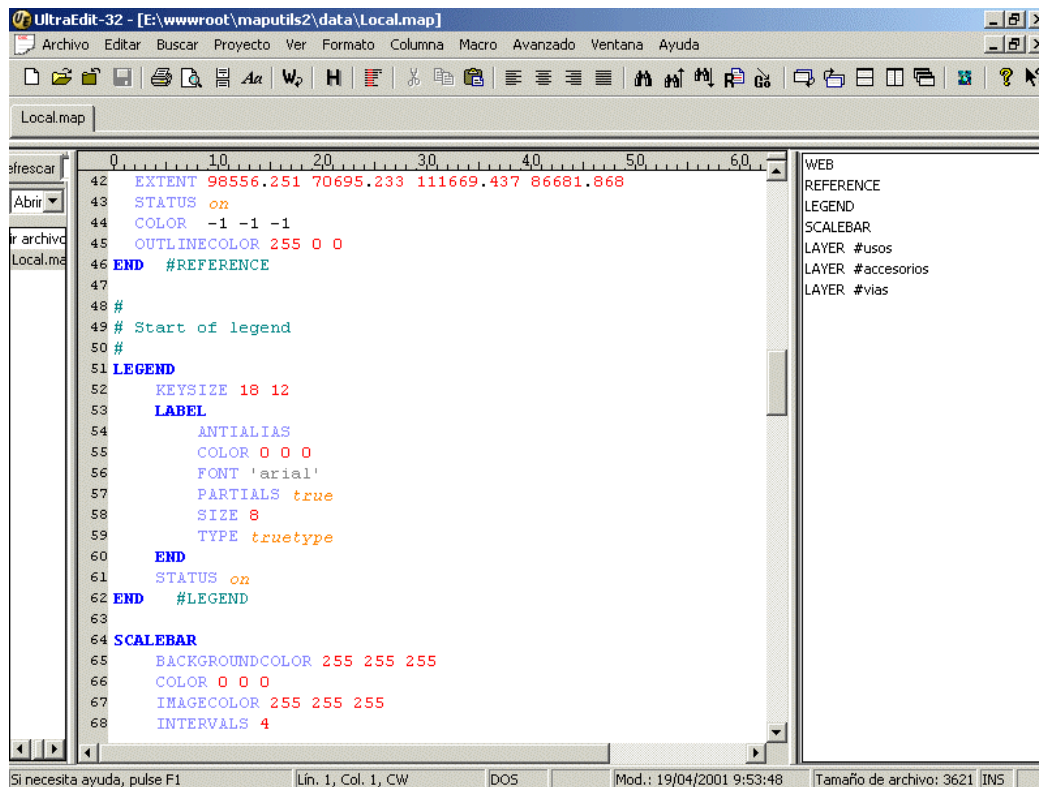 UltraEdit-32 - [E:\wwwroot\maputils2\data\Local.map]
Archivo Editar Buscar Proyecto Ver Formato Columna Macro Avanzado Ventana Ayuda
Local.map
efrescar
Abrir
ir archivo
Local.ma
0 10 20 30 40 50 60
42 EXTENT 98556.251 70695.233 111669.437 86681.868
43 STATUS on
44 COLOR -1 -1 -1
45 OUTLINECOLOR 255 0 0
46 END #REFERENCE
47
48 #
49 # Start of legend
50 #
51 LEGEND
52 KEYSIZE 18 12
53 LABEL
54 ANTIALIAS
55 COLOR 0 0 0
56 FONT 'arial'
57 PARTIALS true
58 SIZE 8
59 TYPE truetype
60 END
61 STATUS on
62 END #LEGEND
63
64 SCALEBAR
65 BACKGROUNDCOLOR 255 255 255
66 COLOR 0 0 0
67 IMAGECOLOR 255 255 255
68 INTERVALS 4
WEB
REFERENCE
LEGEND
SCALEBAR
LAYER #usos
LAYER #accesorios
LAYER #vias
Si necesita ayuda, pulse F1 Lín. 1, Col. 1, CW DOS Mod.: 19/04/2001 9:53:48 Tamaño de archivo: 3621 INS